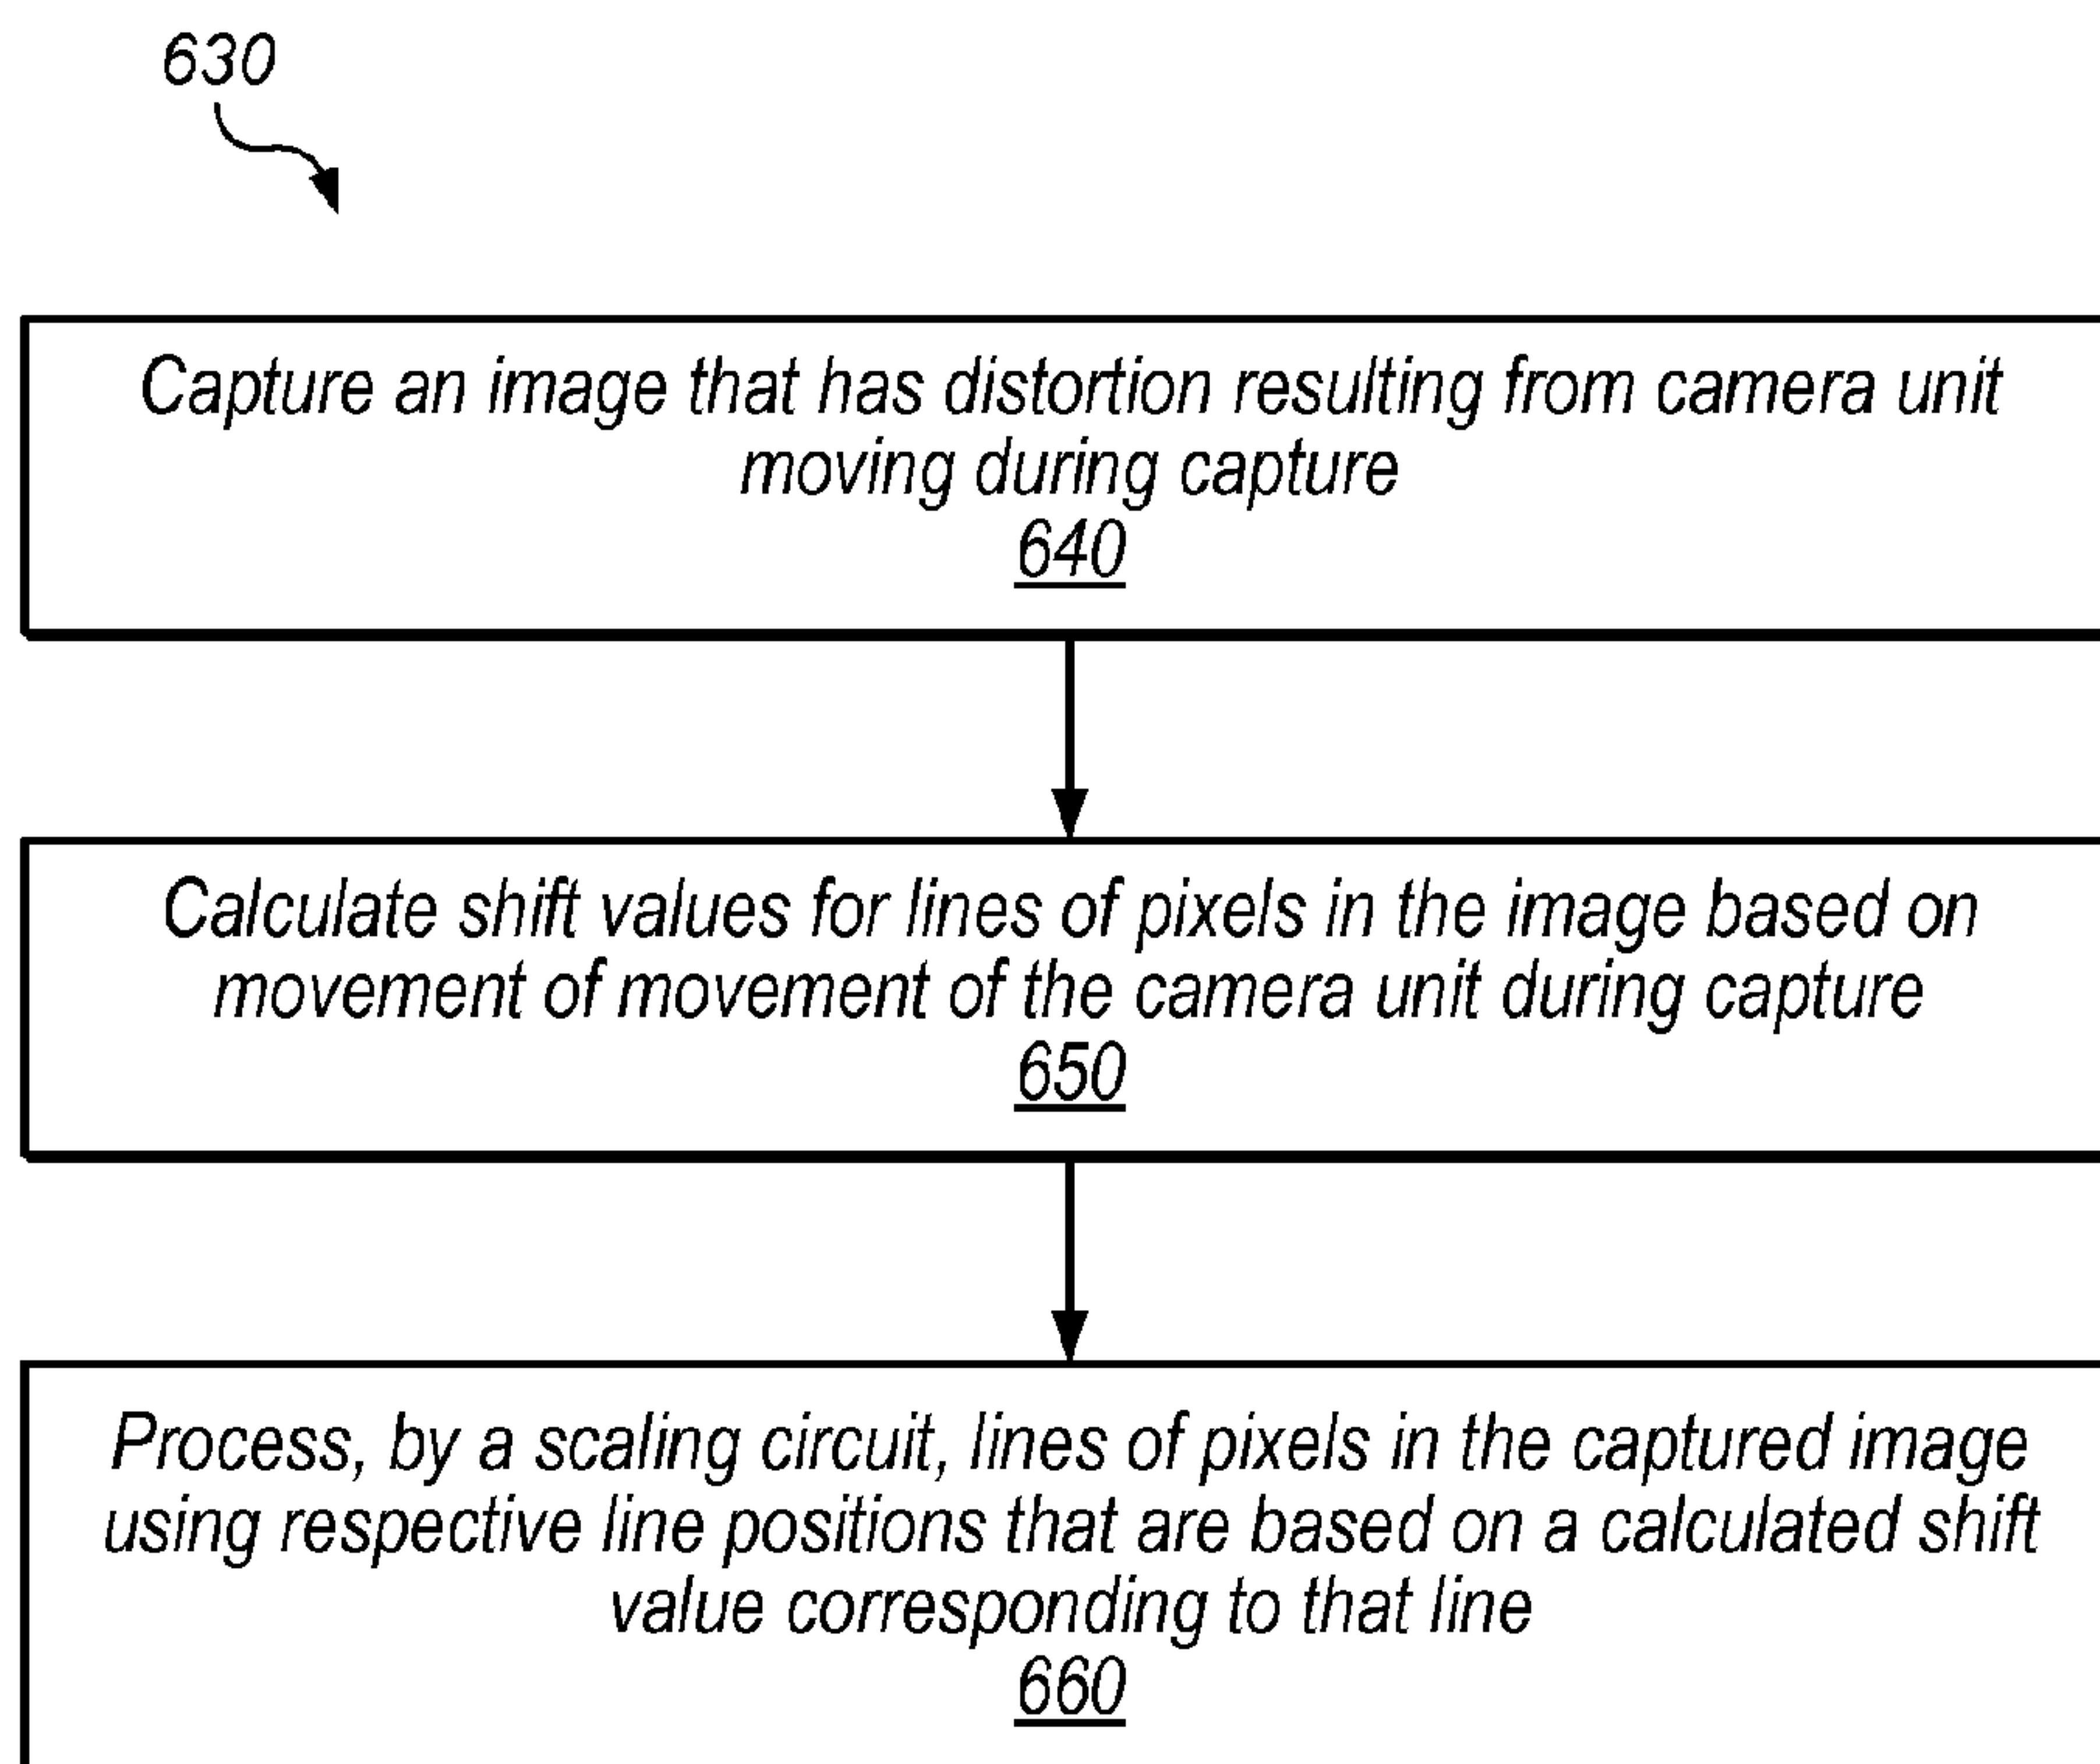 630
Capture an image that has distortion resulting from camera unit
moving during capture
640
Calculate shift values for lines of pixels in the image based on
movement of movement of the camera unit during capture
650
Process, by a scaling circuit, lines of pixels in the captured image
using respective line positions that are based on a calculated shift
value corresponding to that line
660